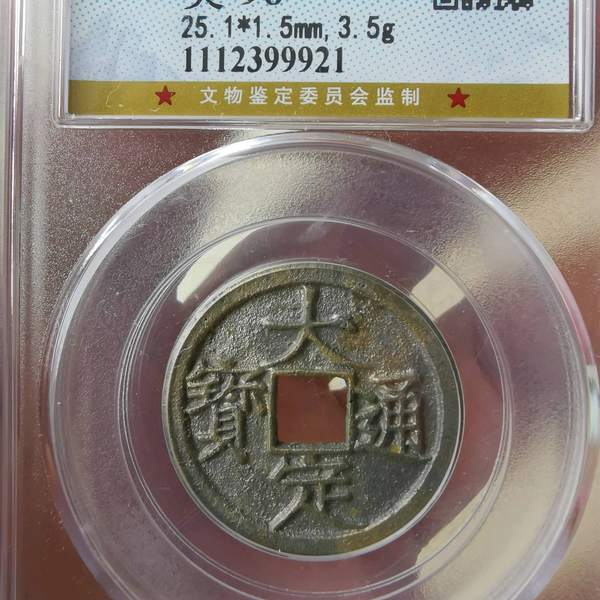 25.1*1.5mm,3.5g
1112399921
★ 文物鉴定委员会监制 ★
大
寳 通
定